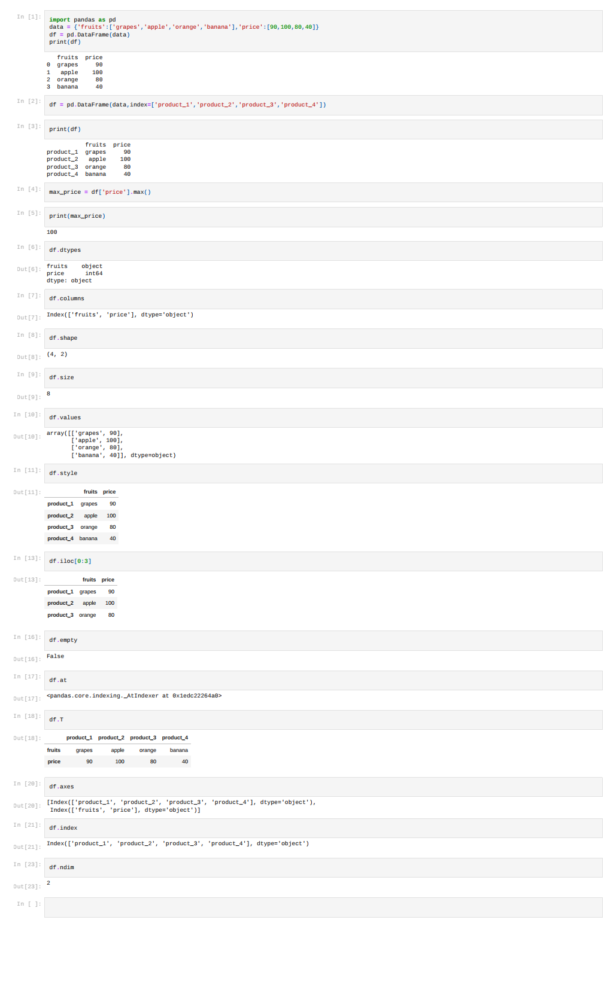 In [1]:
import pandas as pd
data = {'fruits':['grapes','apple','orange','banana'],'price':[90,100,80,40]}
df = pd.DataFrame(data)
print(df)
fruits  price
0  grapes     90
1   apple    100
2  orange     80
3  banana     40
In [2]:
df = pd.DataFrame(data,index=['product_1','product_2','product_3','product_4'])
In [3]:
print(df)
fruits  price
product_1  grapes     90
product_2   apple    100
product_3  orange     80
product_4  banana     40
In [4]:
max_price = df['price'].max()
In [5]:
print(max_price)
100
In [6]:
df.dtypes
Out[6]:
fruits    object
price      int64
dtype: object
In [7]:
df.columns
Out[7]:
Index(['fruits', 'price'], dtype='object')
In [8]:
df.shape
Out[8]:
(4, 2)
In [9]:
df.size
Out[9]:
8
In [10]:
df.values
Out[10]:
array([['grapes', 90],
['apple', 100],
['orange', 80],
['banana', 40]], dtype=object)
In [11]:
df.style
Out[11]:
fruits price
product_1 grapes 90
product_2 apple 100
product_3 orange 80
product_4 banana 40
In [13]:
df.iloc[0:3]
Out[13]:
fruits price
product_1 grapes 90
product_2 apple 100
product_3 orange 80
In [16]:
df.empty
Out[16]:
False
In [17]:
df.at
Out[17]:
<pandas.core.indexing._AtIndexer at 0x1edc22264a0>
In [18]:
df.T
Out[18]:
product_1 product_2 product_3 product_4
fruits grapes apple orange banana
price 90 100 80 40
In [20]:
df.axes
Out[20]:
[Index(['product_1', 'product_2', 'product_3', 'product_4'], dtype='object'),
Index(['fruits', 'price'], dtype='object')]
In [21]:
df.index
Out[21]:
Index(['product_1', 'product_2', 'product_3', 'product_4'], dtype='object')
In [23]:
df.ndim
Out[23]:
2
In [ ]: